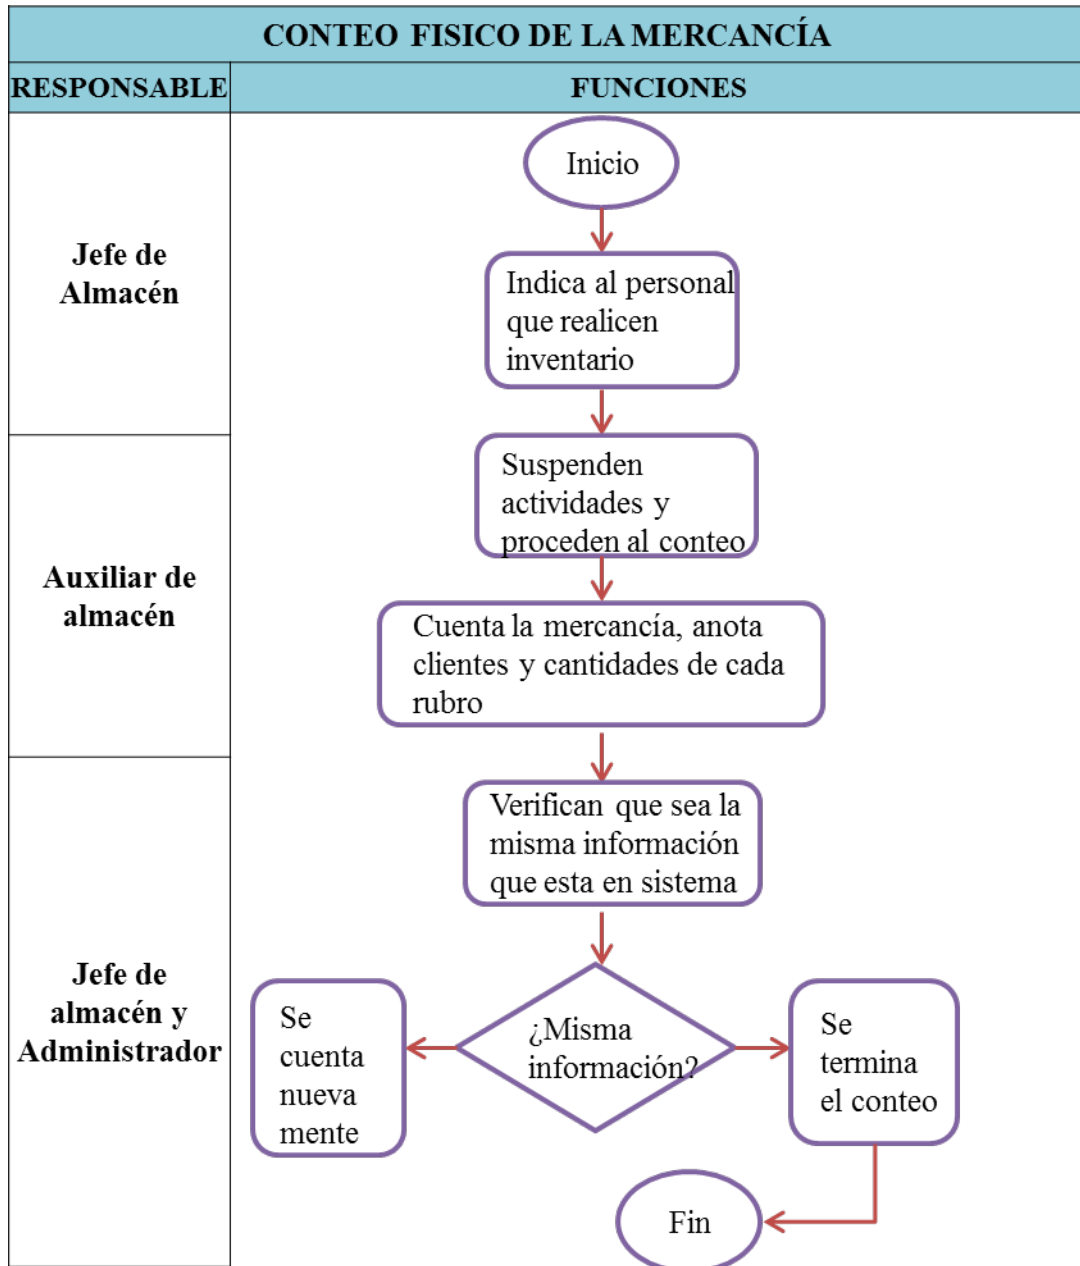 CONTEO FISICO DE LA MERCANCÍA
RESPONSABLE
FUNCIONES
Jefe de
Almacén
Inicio
Indica al personal
que realicen
inventario
Auxiliar de
almacén
Suspenden
actividades y
proceden al conteo
Cuenta la mercancía, anota
clientes y cantidades de cada
rubro
Jefe de
almacén y
Administrador
Verifican que sea la
misma información
que esta en sistema
¿Misma
información?
Se
cuenta
nueva
mente
Se
termina
el conteo
Fin